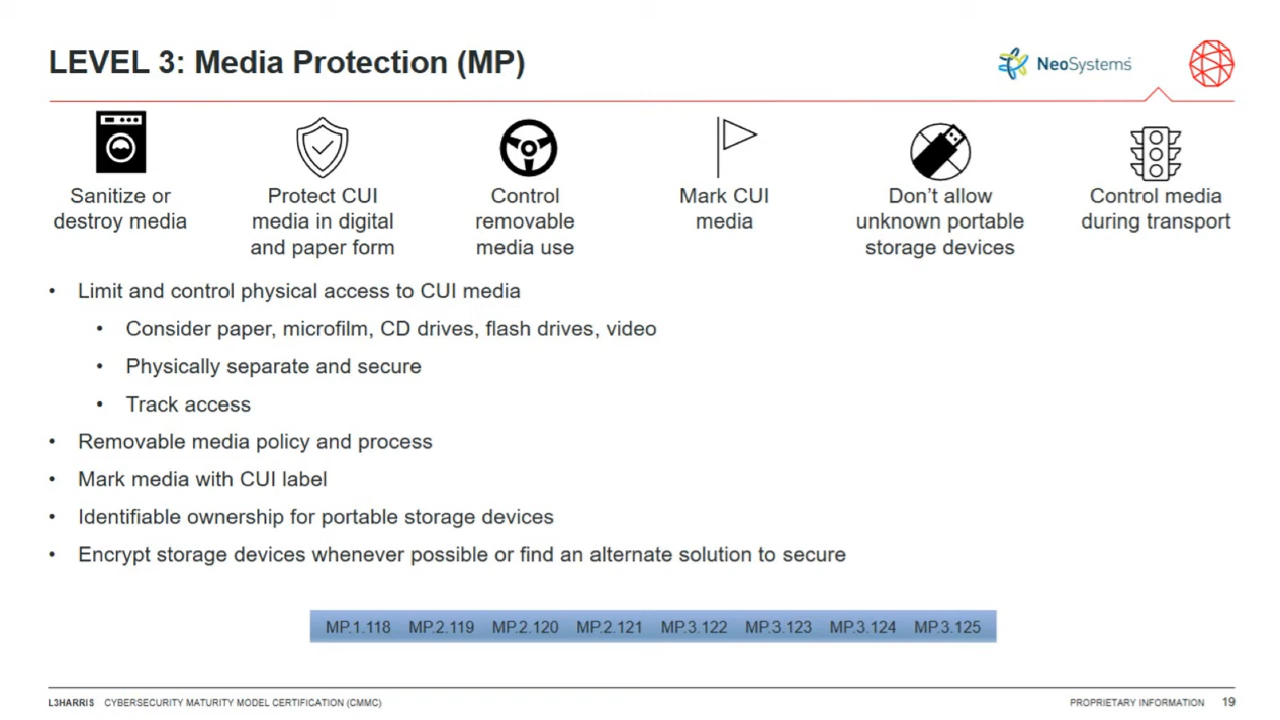 LEVEL 3: Media Protection (MP)
NeoSystems
Sanitize or
destroy media
Protect CUI
media in digital
and paper form
Control
removable
media use
Mark CUI
media
Don't allow
unknown portable
storage devices
Control media
during transport
• Limit and control physical access to CUI media
• Consider paper, microfilm, CD drives, flash drives, video
• Physically separate and secure
• Track access
• Removable media policy and process
• Mark media with CUI label
• Identifiable ownership for portable storage devices
• Encrypt storage devices whenever possible or find an alternate solution to secure
MP.1.118 MP.2.119 MP.2.120 MP.2.121 MP.3.122 MP.3.123 MP.3.124 MP.3.125
L3HARRIS CYBERSECURITY MATURITY MODEL CERTIFICATION (CMMC) PROPRIETARY INFORMATION 19